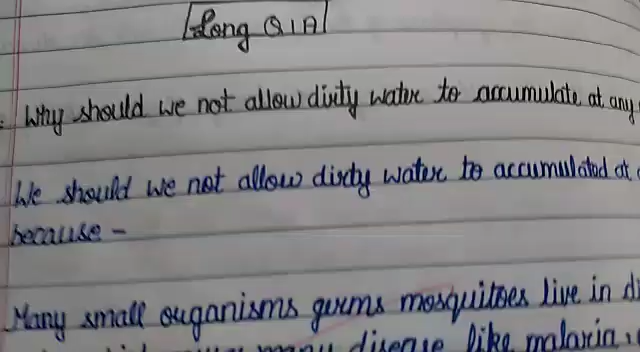 Long Q/A
Why should we not allow dirty water to accumulate at any
We should we not allow dirty water to accumulated at
because -
Many small ouganisms germs mosquitoes live in
many disease like malaria